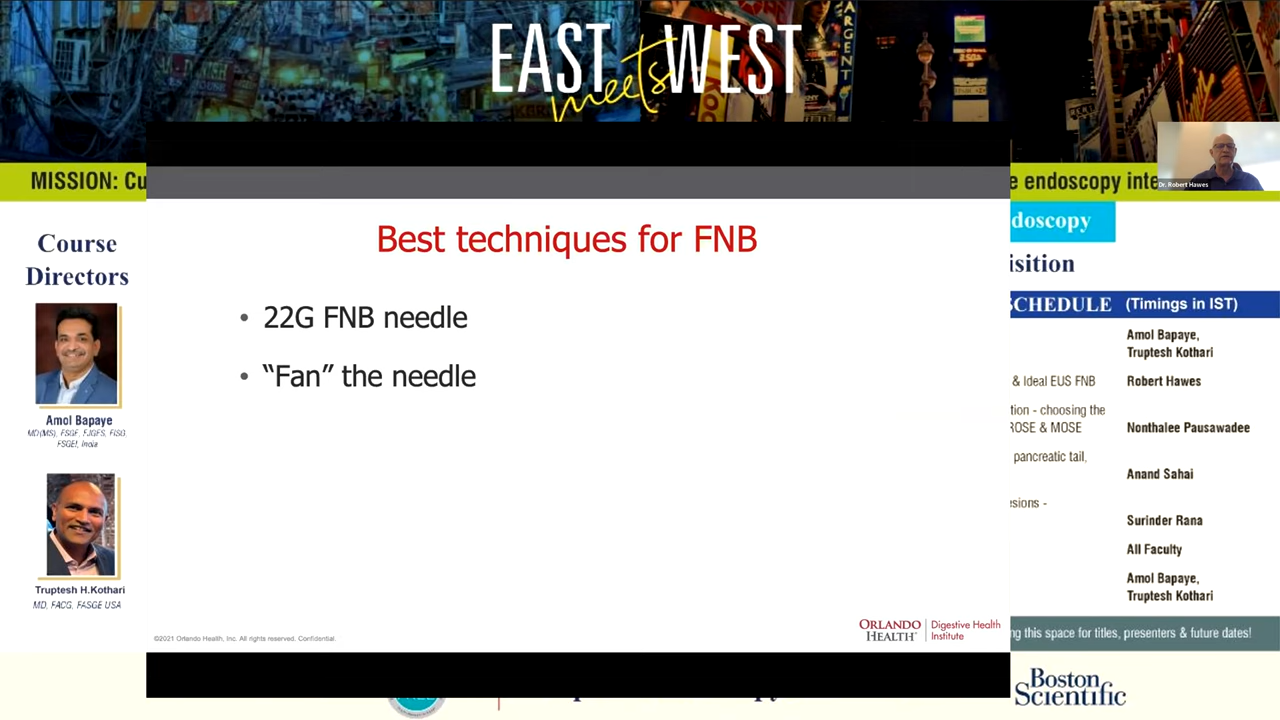 EAST meets WEST
MISSION: Cu
e endoscopy inte
Dr. Robert Hawes
doscopy
isition
Course
Directors
Amol Bapaye
MD(MS), FSGF, FJGFS, FISG,
FSGEI, India
Truptesh H.Kothari
MD, FACG, FASGE USA
Best techniques for FNB
• 22G FNB needle
• “Fan” the needle
©2021 Orlando Health, Inc. All rights reserved. Confidential.
ORLANDO HEALTH® Digestive Health
Institute
SCHEDULE (Timings in IST)
Amol Bapaye,
Truptesh Kothari
& Ideal EUS FNB Robert Hawes
tion - choosing the
ROSE & MOSE Nonthalee Pausawadee
pancreatic tail,
Anand Sahai
esions -
Surinder Rana
All Faculty
Amol Bapaye,
Truptesh Kothari
ng this space for titles, presenters & future dates!
Boston
Scientific